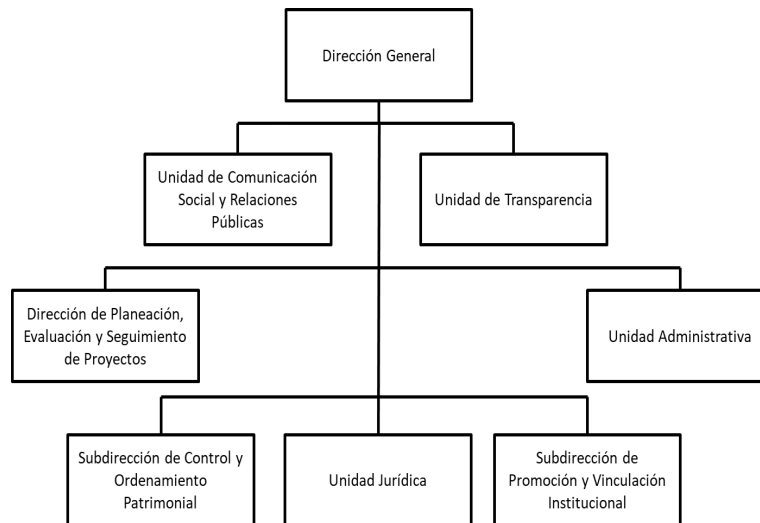 Dirección General
Unidad de Comunicación
Social y Relaciones
Públicas
Unidad de Transparencia
Dirección de Planeación,
Evaluación y Seguimiento
de Proyectos
Unidad Administrativa
Subdirección de Control y
Ordenamiento
Patrimonial
Unidad Jurídica
Subdirección de
Promoción y Vinculación
Institucional